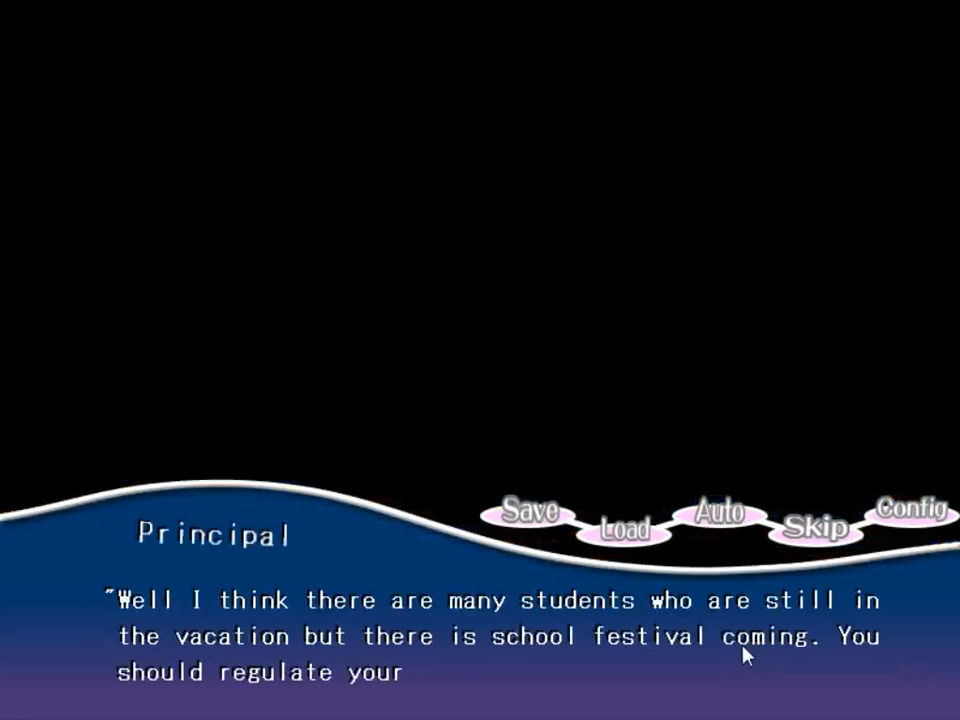 Save
Load
Auto
Skip
Config
Principal
"Well I think there are many students who are still in
the vacation but there is school festival coming. You
should regulate your